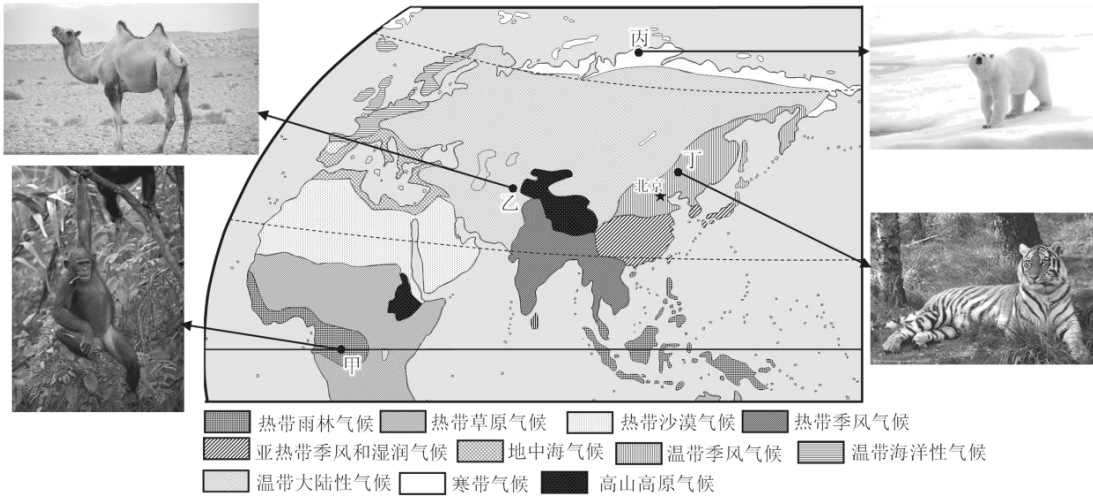 丙
丁
北京
乙
甲
热带雨林气候 热带草原气候 热带沙漠气候 热带季风气候
亚热带季风和湿润气候 地中海气候 温带季风气候 温带海洋性气候
温带大陆性气候 寒带气候 高山高原气候